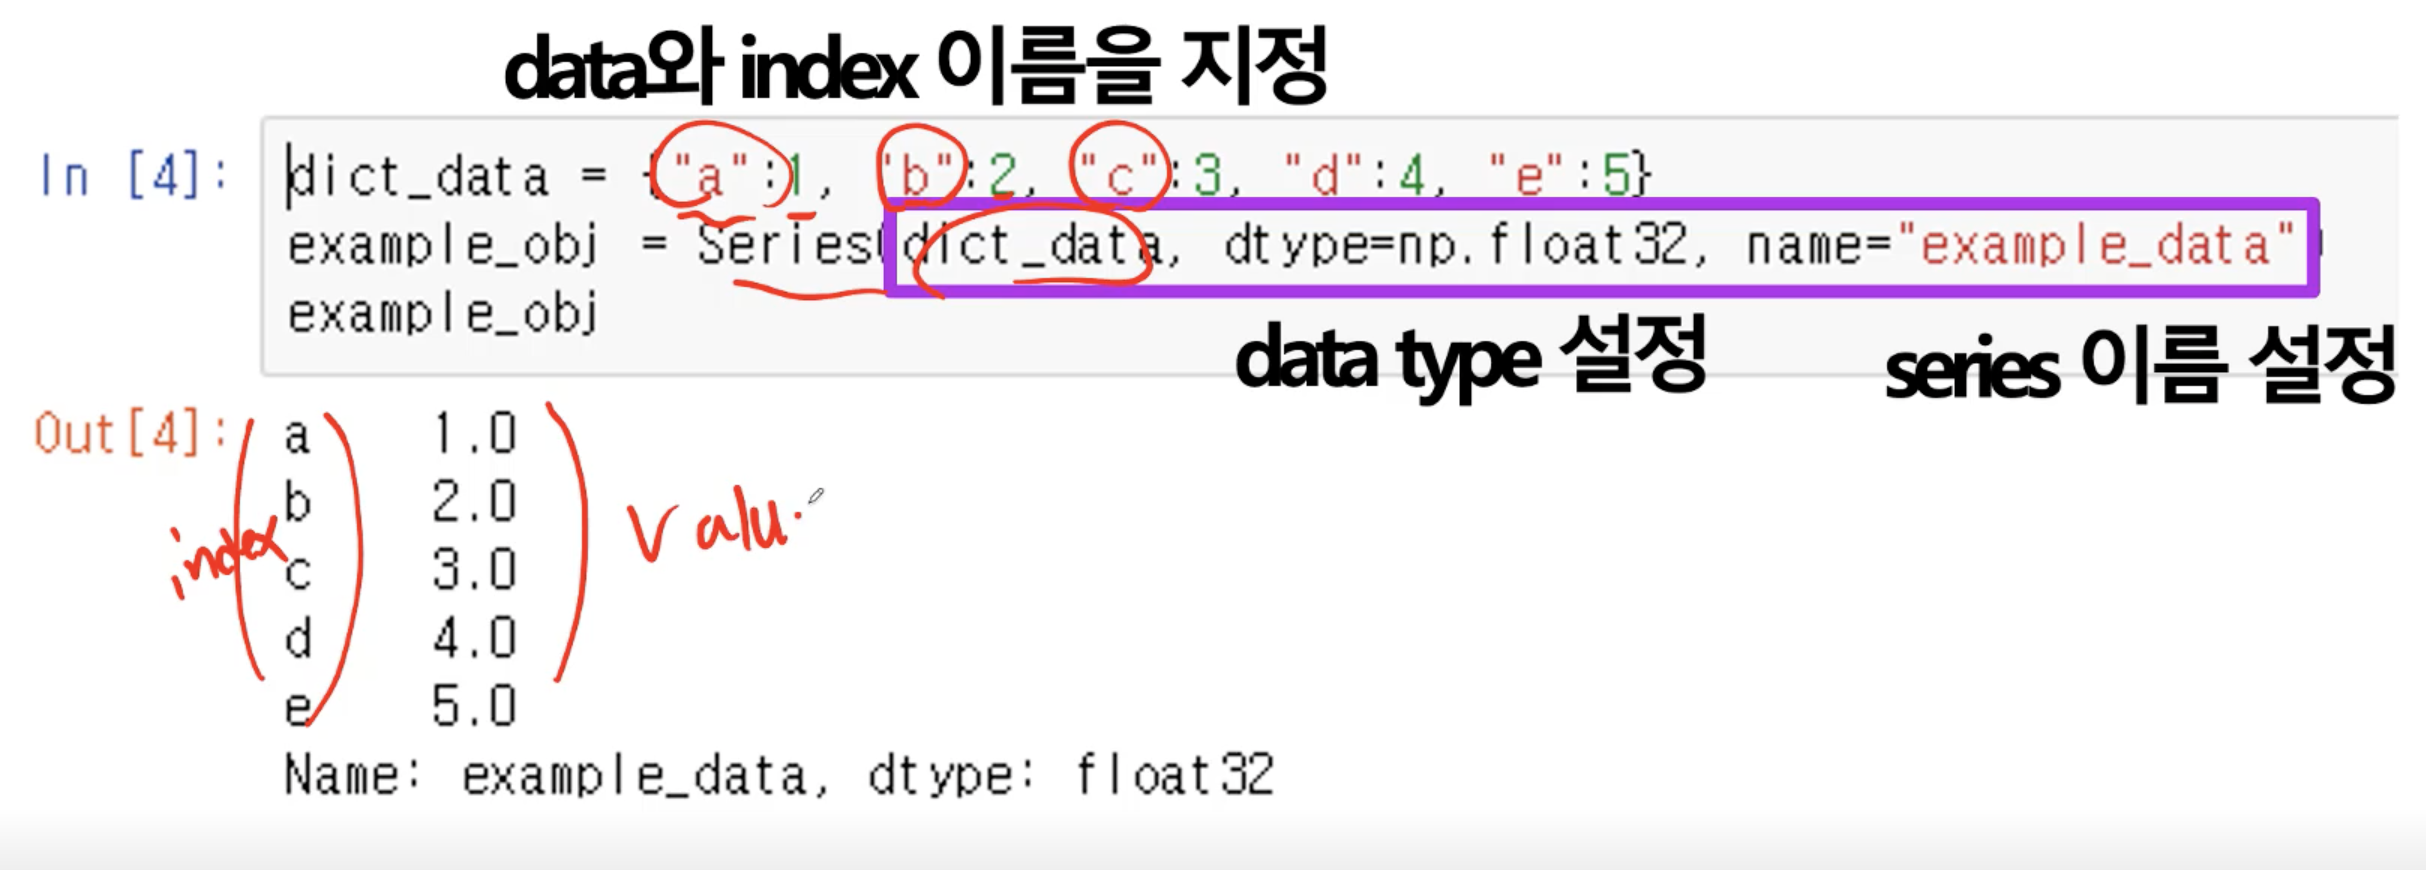 data와 index 이름을 지정
In [4]: dict_data = {"a":1, "b":2, "c":3, "d":4, "e":5}
example_obj = Series(dict_data, dtype=np.float32, name="example_data")
example_obj
data type 설정
series 이름 설정
Out[4]: a 1.0
b 2.0
index
valu
c 3.0
d 4.0
e 5.0
Name: example_data, dtype: float32